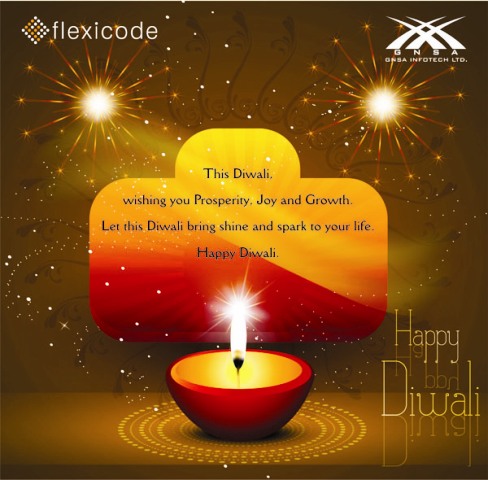 flexicode
GNSA
GNSA INFOTECH LTD.
This Diwali,
wishing you Prosperity, Joy and Growth.
Let this Diwali bring shine and spark to your life.
Happy Diwali.
Happy
Diwali